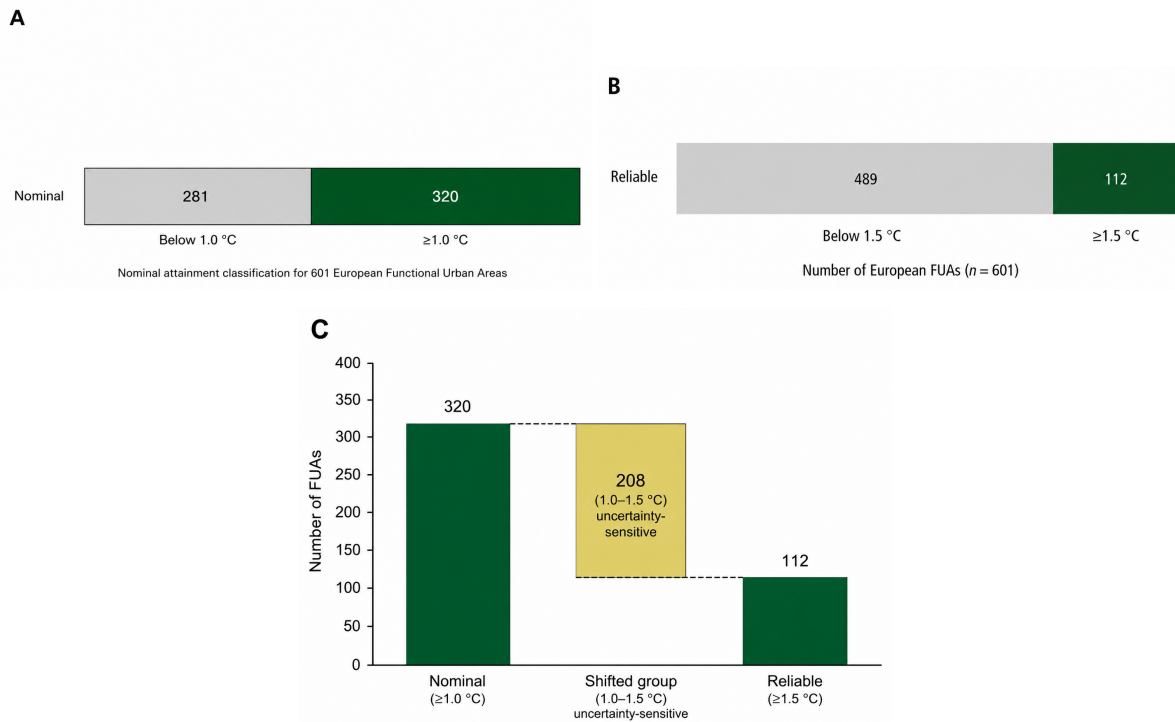 A
Nominal
281
320
Below 1.0 °C
≥1.0 °C
Nominal attainment classification for 601 European Functional Urban Areas
B
Reliable
489
112
Below 1.5 °C
≥1.5 °C
Number of European FUAs (n = 601)
C
Number of FUAs
400
350
300
250
200
150
100
50
0
320
208
(1.0–1.5 °C)
uncertainty-
sensitive
112
Nominal
(≥1.0 °C)
Shifted group
(1.0–1.5 °C)
uncertainty-sensitive
Reliable
(≥1.5 °C)